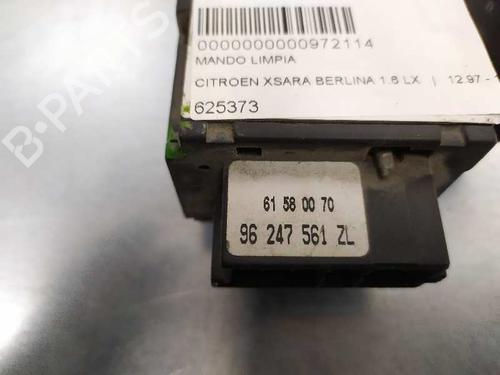 0000000000972114
MANDO LIMPIA
CITROEN XSARA BERLINA 1.6 LX | 12.97 -
625373
61 58 00 70
96 247 561 ZL
B-Parts